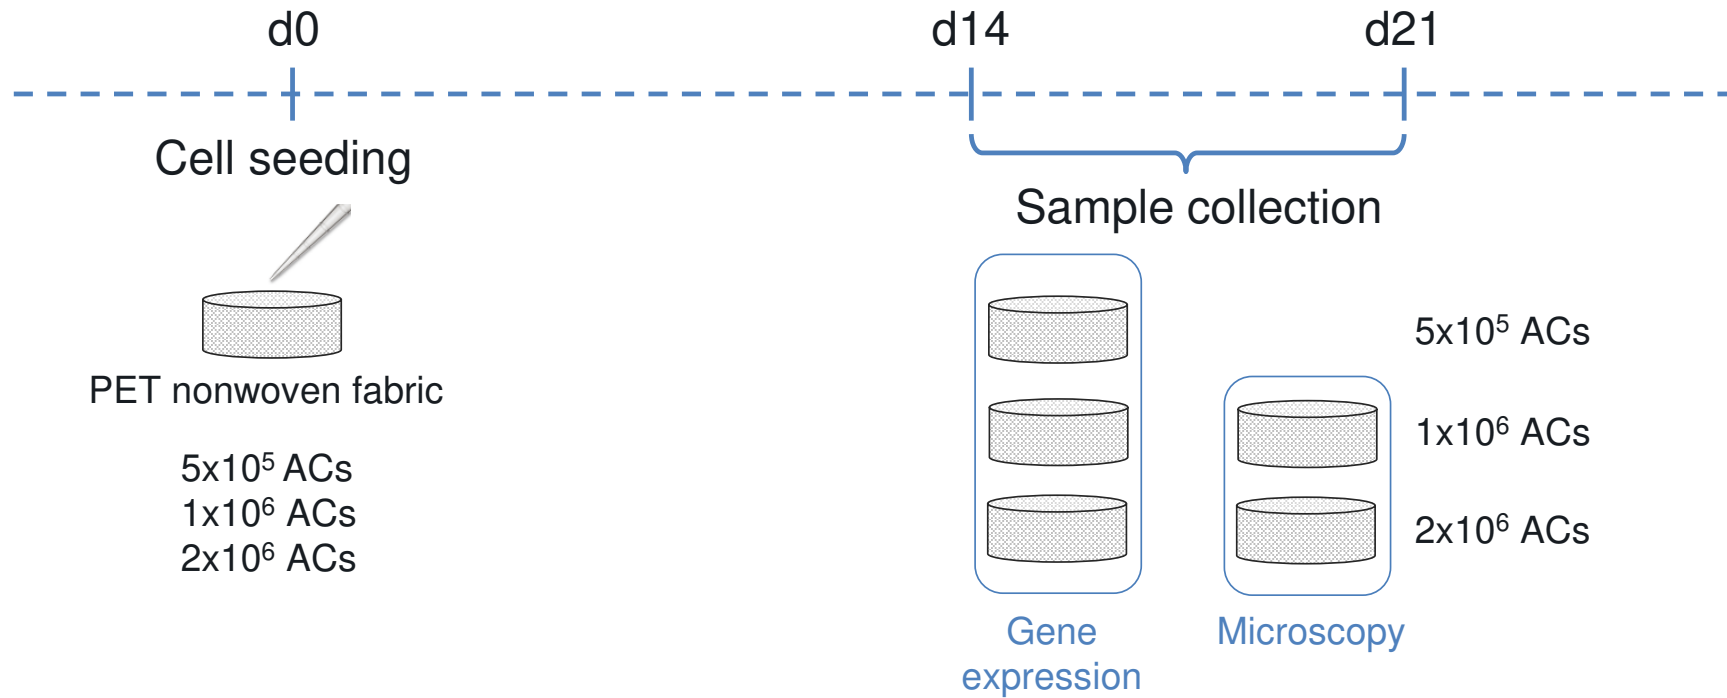 d0
d14
d21
Cell seeding
PET nonwoven fabric
5x10⁵ ACs
1x10⁶ ACs
2x10⁶ ACs
Sample collection
5x10⁵ ACs
1x10⁶ ACs
2x10⁶ ACs
Gene
expression
Microscopy